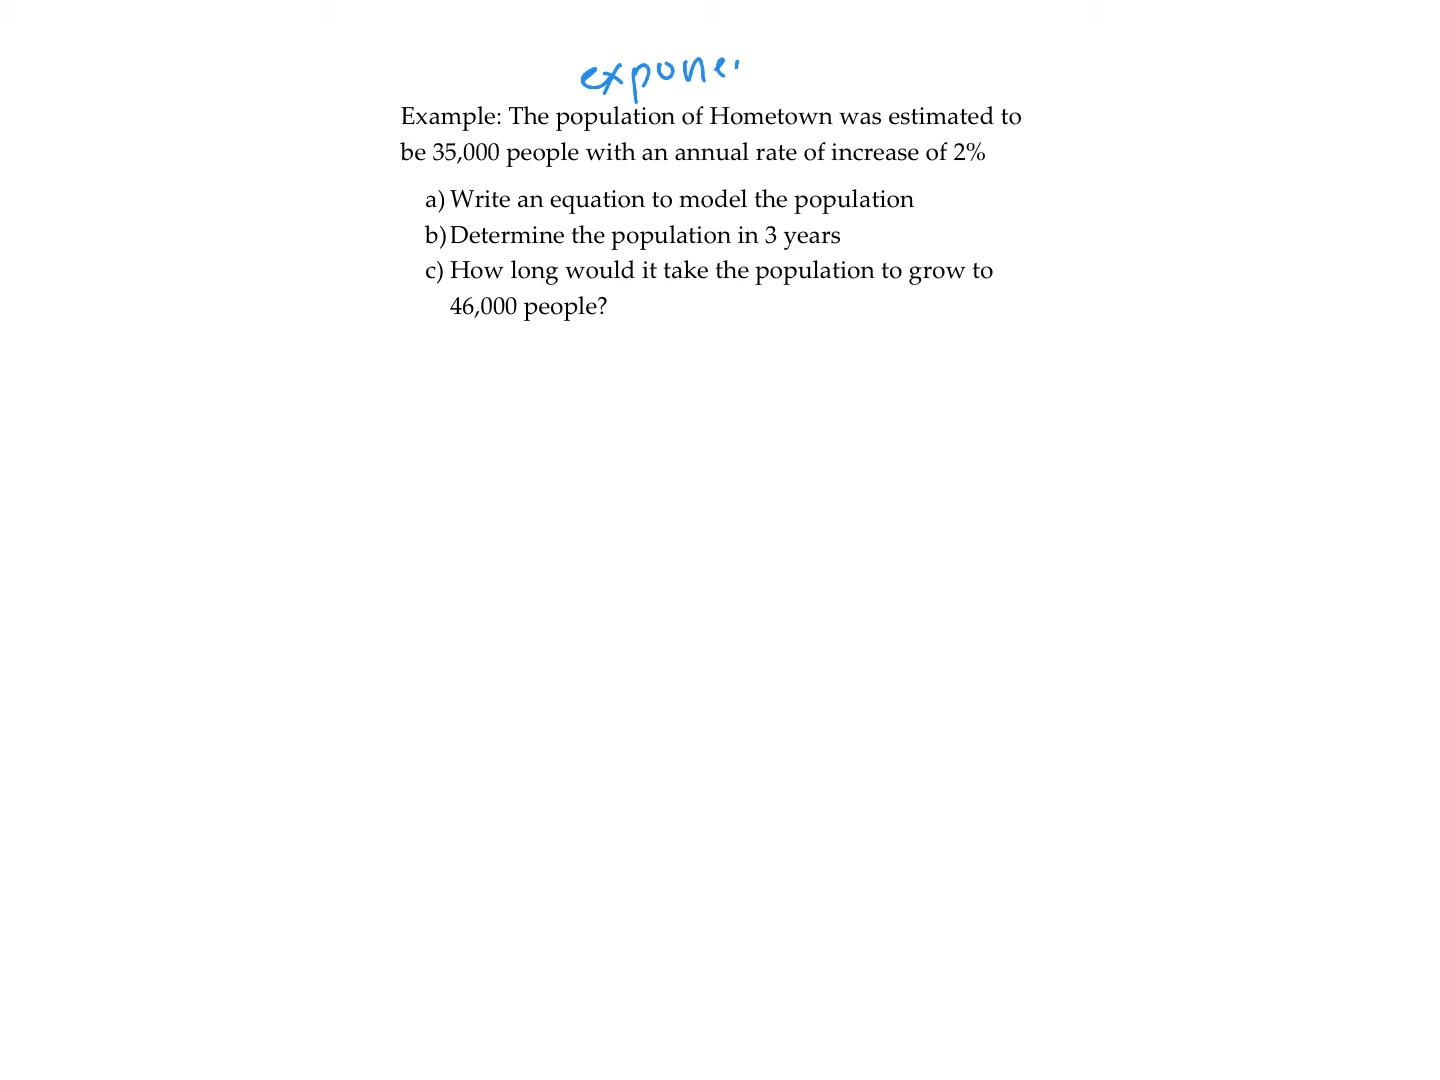 expone
Example: The population of Hometown was estimated to
be 35,000 people with an annual rate of increase of 2%
a) Write an equation to model the population
b) Determine the population in 3 years
c) How long would it take the population to grow to
46,000 people?